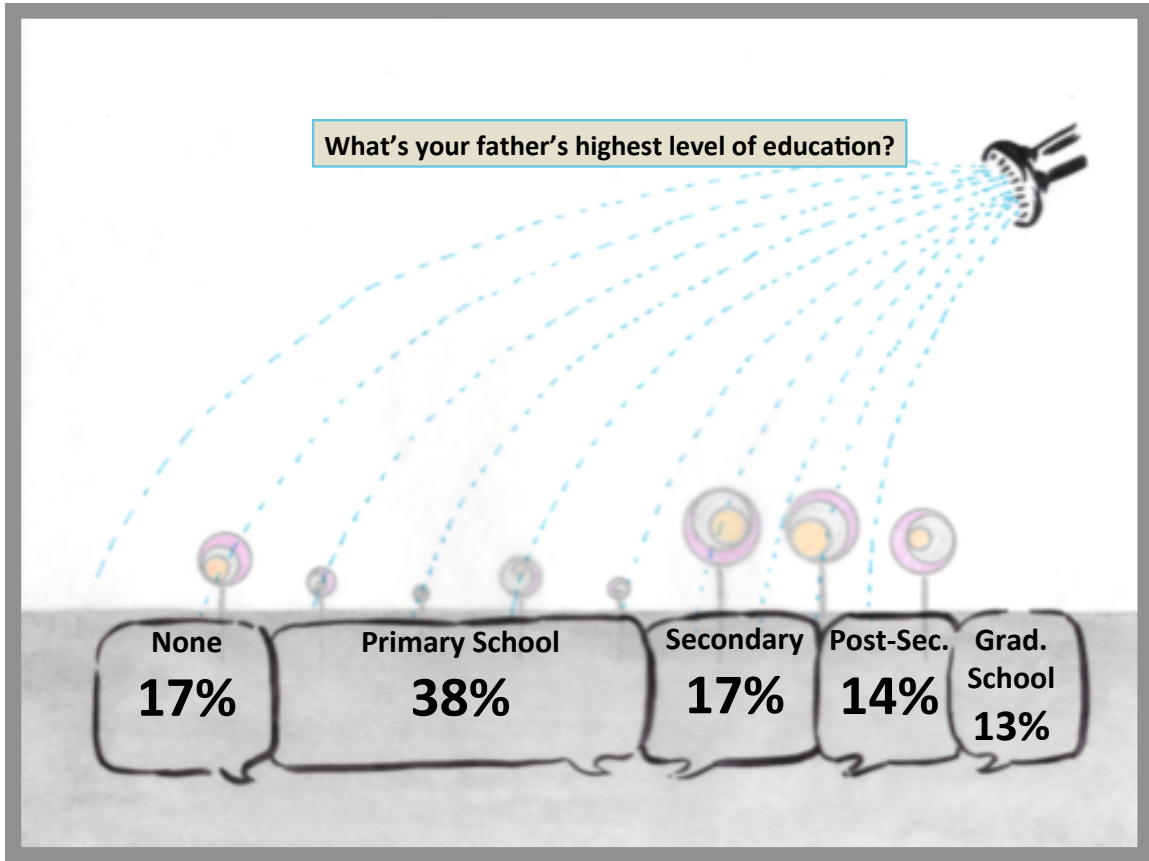 What's your father's highest level of education?
None
17%
Primary School
38%
Secondary
17%
Post-Sec.
14%
Grad.
School
13%